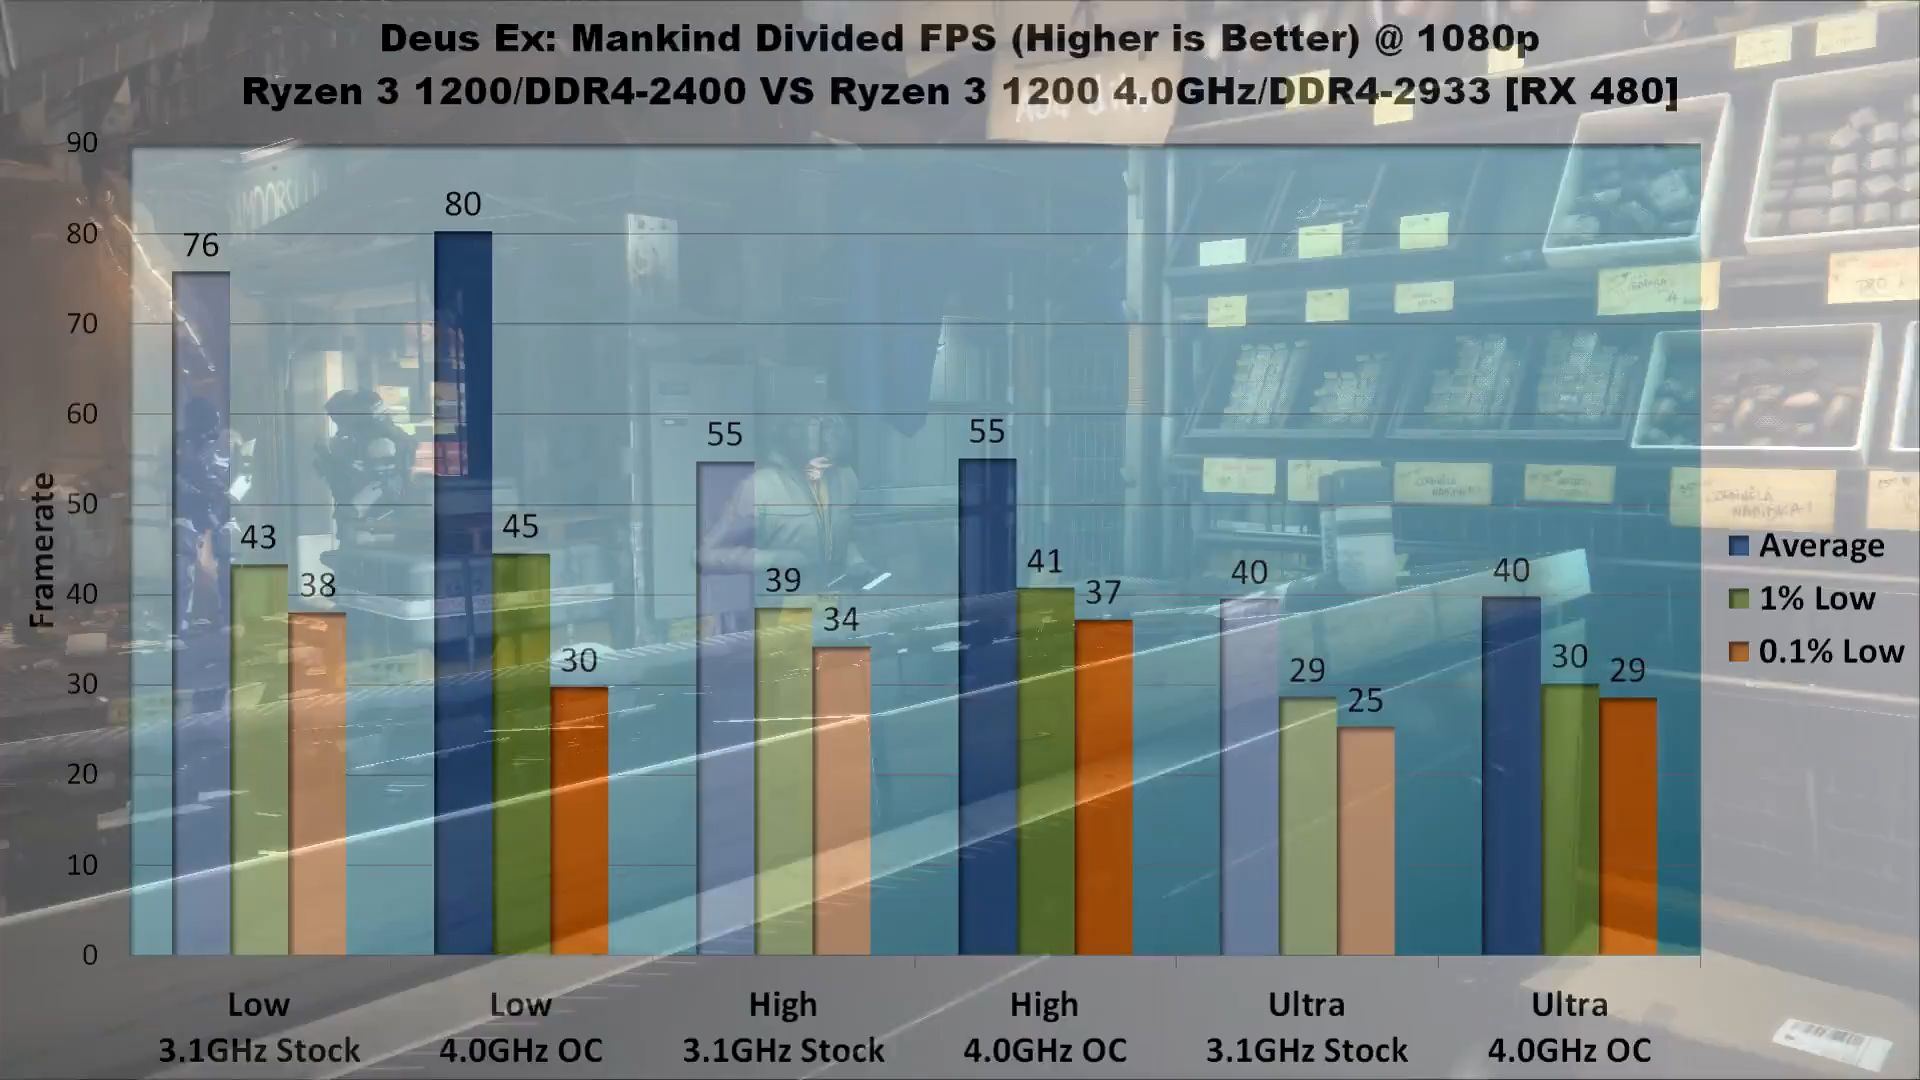 Deus Ex: Mankind Divided FPS (Higher is Better) @ 1080p
Ryzen 3 1200/DDR4-2400 VS Ryzen 3 1200 4.0GHz/DDR4-2933 [RX 480]
Framerate
90
80
70
60
50
40
30
20
10
0
76
43
38
80
45
30
55
39
34
55
41
37
40
29
25
40
30
29
Average
1% Low
0.1% Low
Low
3.1GHz Stock
Low
4.0GHz OC
High
3.1GHz Stock
High
4.0GHz OC
Ultra
3.1GHz Stock
Ultra
4.0GHz OC